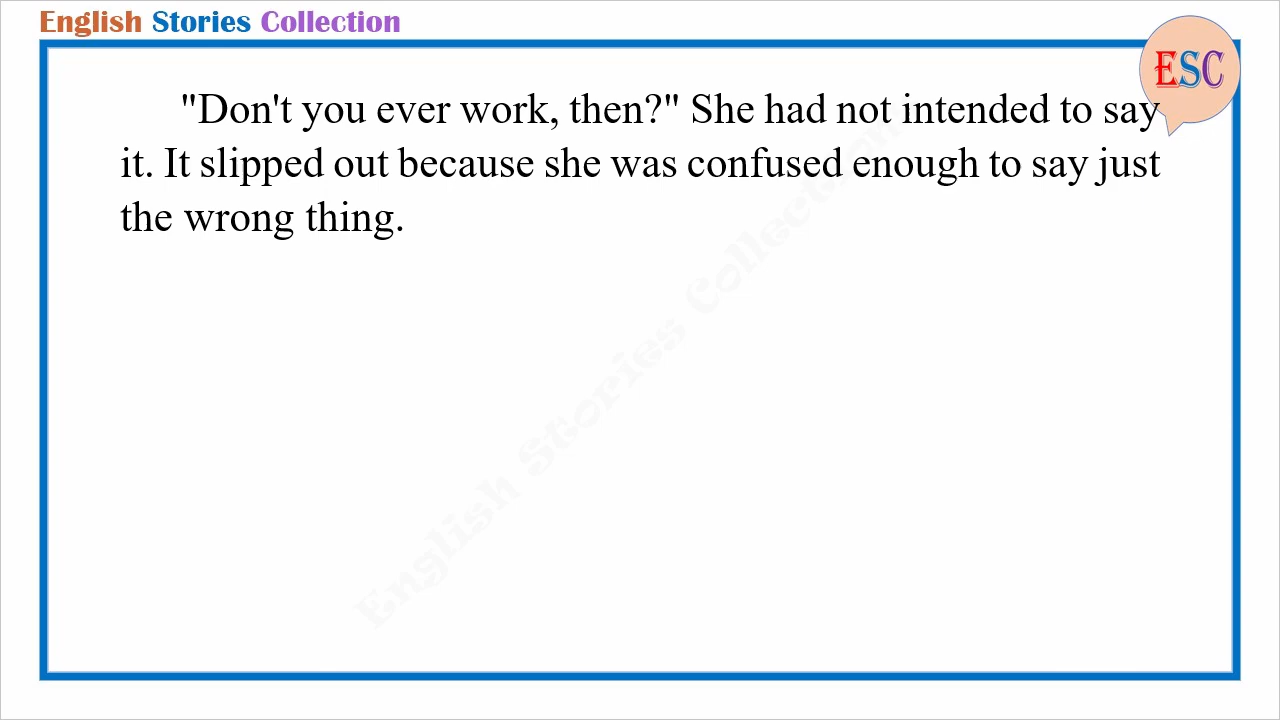 English Stories Collection
ESC
"Don't you ever work, then?" She had not intended to say
it. It slipped out because she was confused enough to say just
the wrong thing.
English Stories Collection